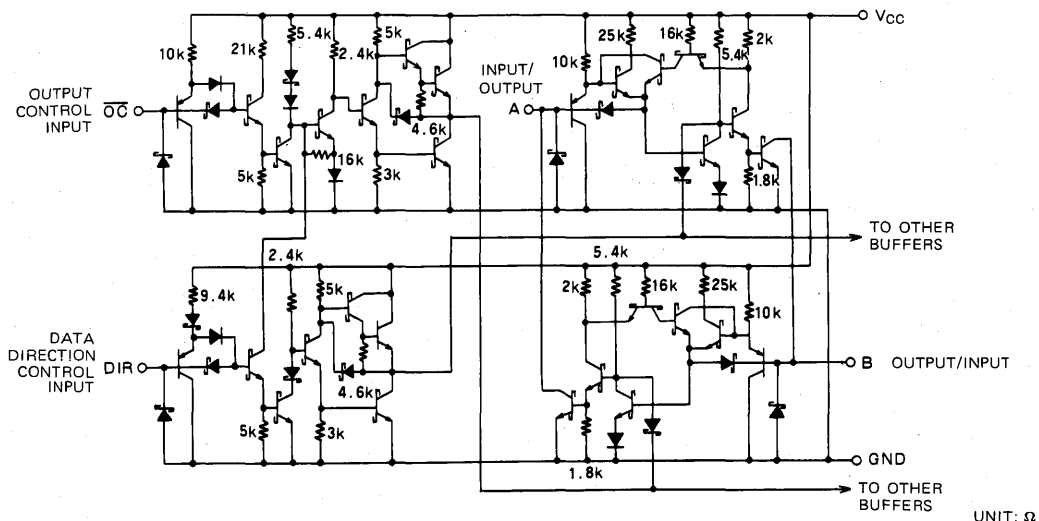 VCC
10k
21k
5.4k
2.4k
5k
4.6k
16k
5k
3k
OUTPUT
CONTROL OC
INPUT
INPUT/
OUTPUT
A
10k
25k
16k
5.4k
2k
1.8k
TO OTHER
BUFFERS
2.4k
9.4k
5k
4.6k
5k
3k
DATA
DIRECTION
CONTROL DIR
INPUT
5.4k
2k
16k
25k
10k
1.8k
B OUTPUT/INPUT
GND
TO OTHER
BUFFERS
UNIT: Ω